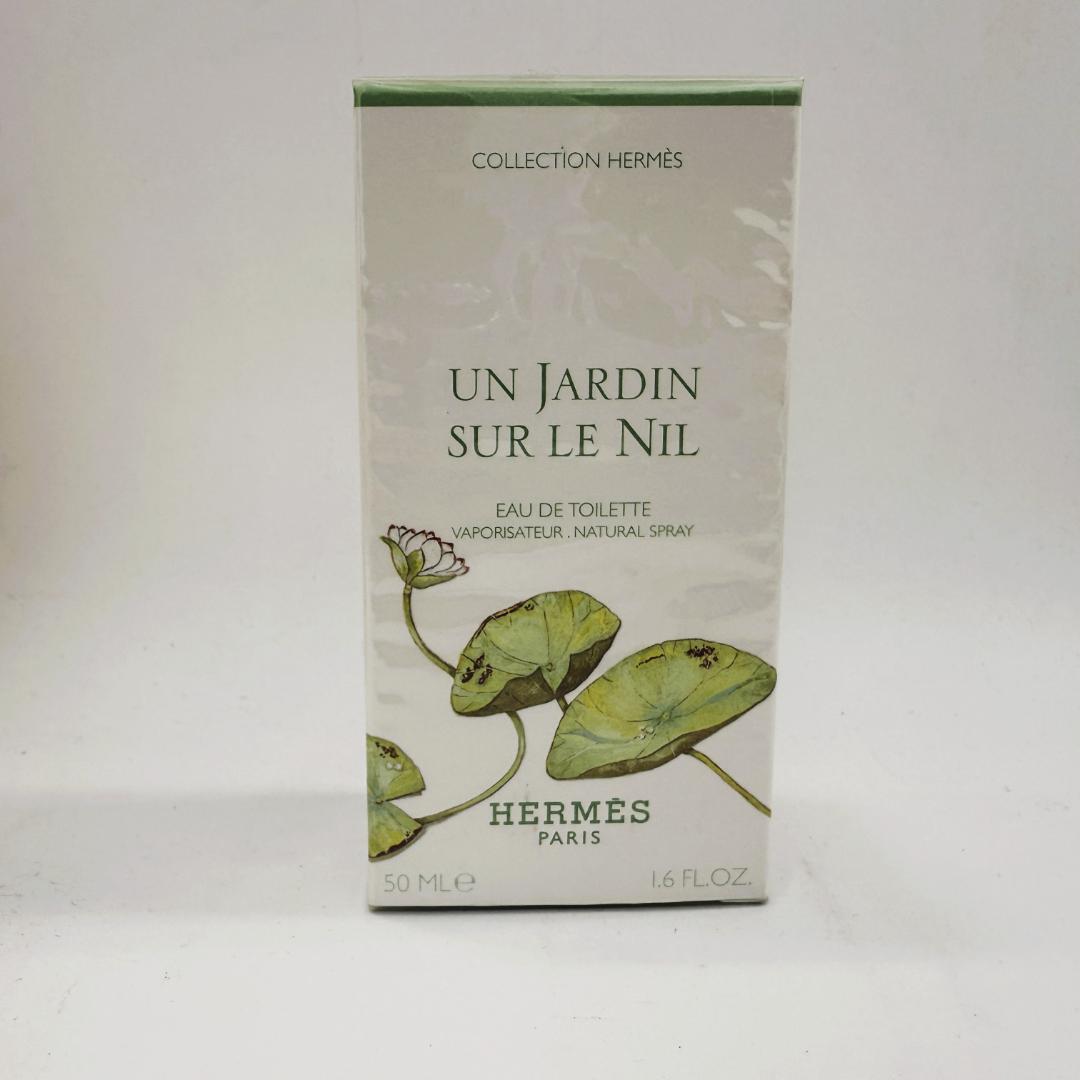 COLLECTION HERMÈS
UN JARDIN
SUR LE NIL
EAU DE TOILETTE
VAPORISATEUR . NATURAL SPRAY
HERMÈS
PARIS
50 ML℮ 1.6 FL.OZ.